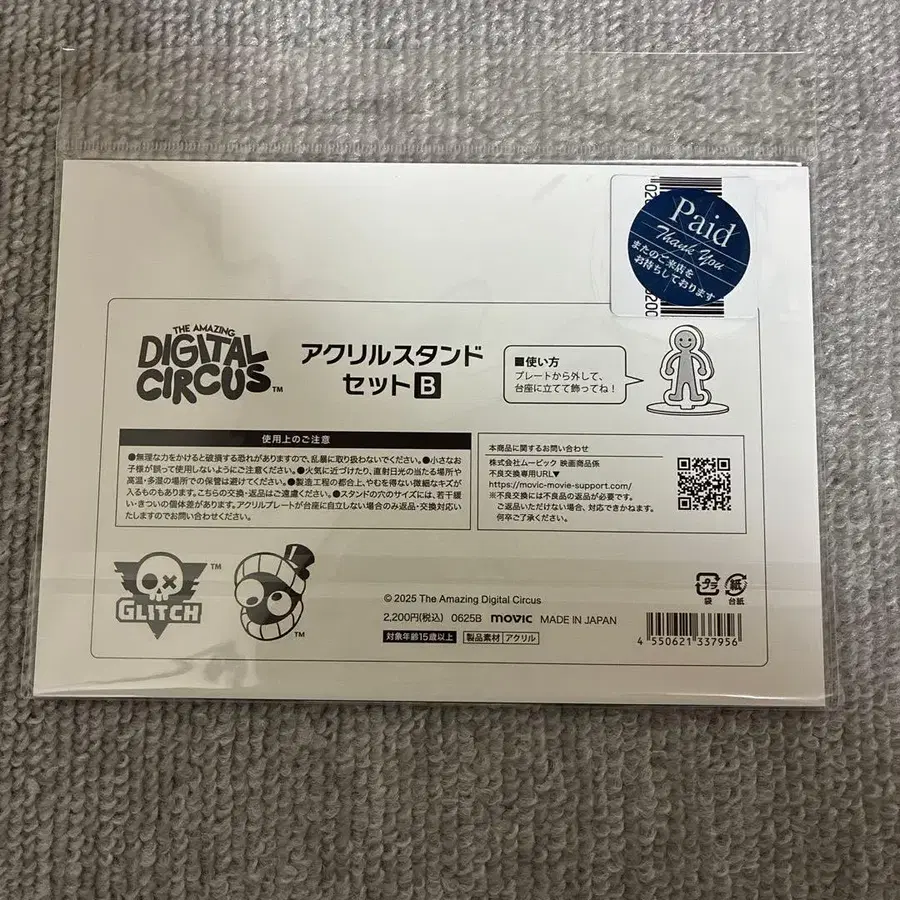 Paid
Thank You
またのご来店を
お待ちしております
THE AMAZING
DIGITAL
CIRCUS™
アクリルスタンド
セットB
■使い方
プレートから外して、
台座に立てて飾ってね！
使用上のご注意
●無理な力をかけると破損する恐れがありますので、乱暴に取り扱わないでください。●小さなお
子様が誤って使用しないようにご注意ください。●火気に近づけたり、直射日光の当たる場所や
高温・多湿の場所での保管は避けてください。●製造工程の都合上、やむを得ない微細なキズが
入るものもあります。こちらの交換・返品はご遠慮ください。●スタンドの穴のサイズには、若干緩
い・きついの個体差があります。アクリルプレートが台座に自立しない場合のみ返品・交換対応い
たしますのでお問い合わせください。
本商品に関するお問い合わせ
株式会社ムービック 映画商品係
不良交換専用URL▼
https://movic-movie-support.com/
※不良交換には不良品の返品が必要です。
ご返品いただけない場合、対応できかねます。
何卒ご了承ください。
GLITCH™
™
プラ
袋
紙
台紙
© 2025 The Amazing Digital Circus
2,200円(税込) 0625B movic MADE IN JAPAN
対象年齢15歳以上 製品素材 アクリル
4 550621 337956